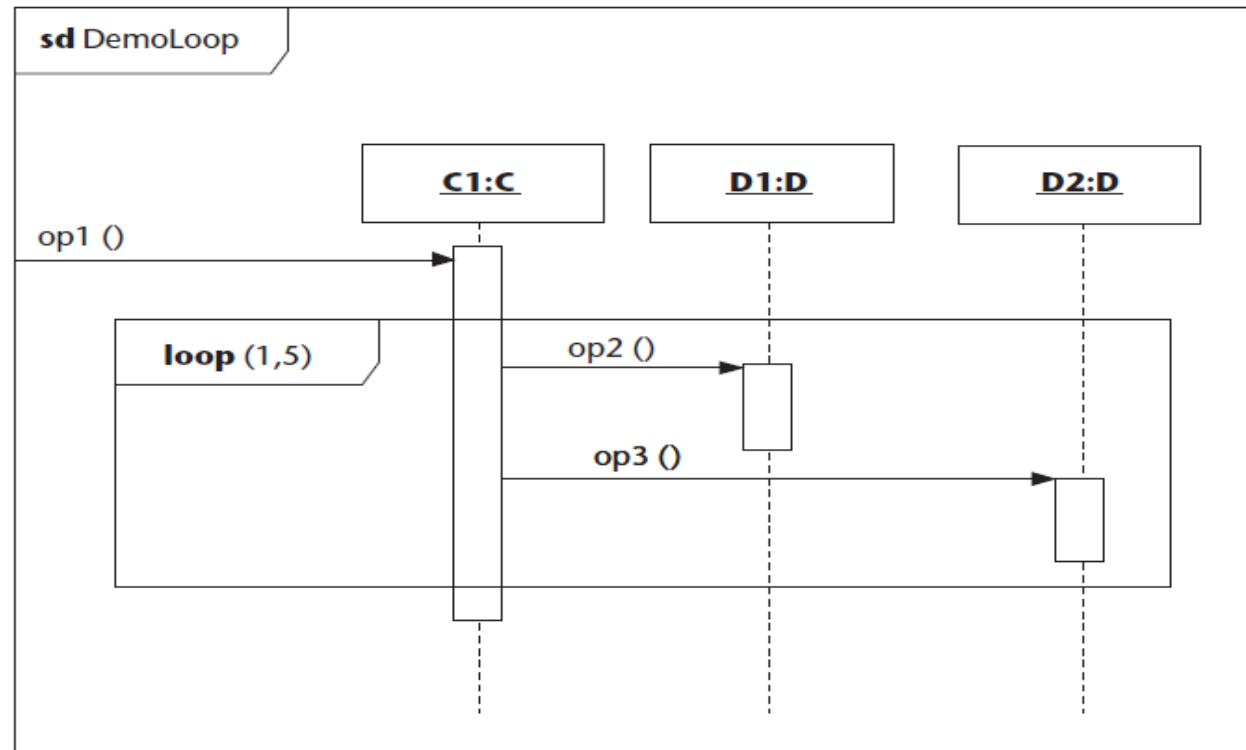 sd DemoLoop
C1:C
D1:D
D2:D
op1 ()
loop (1,5)
op2 ()
op3 ()